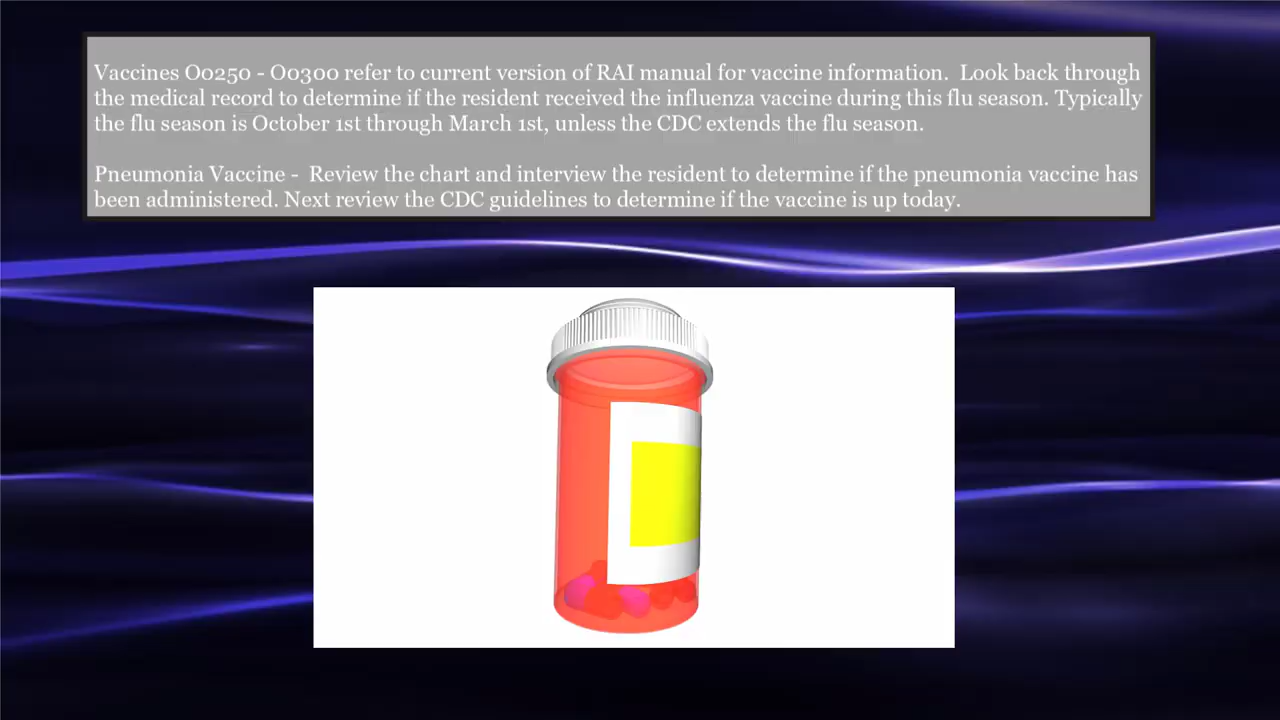 Vaccines O0250 - O0300 refer to current version of RAI manual for vaccine information.  Look back through
the medical record to determine if the resident received the influenza vaccine during this flu season. Typically
the flu season is October 1st through March 1st, unless the CDC extends the flu season.
Pneumonia Vaccine -  Review the chart and interview the resident to determine if the pneumonia vaccine has
been administered. Next review the CDC guidelines to determine if the vaccine is up today.